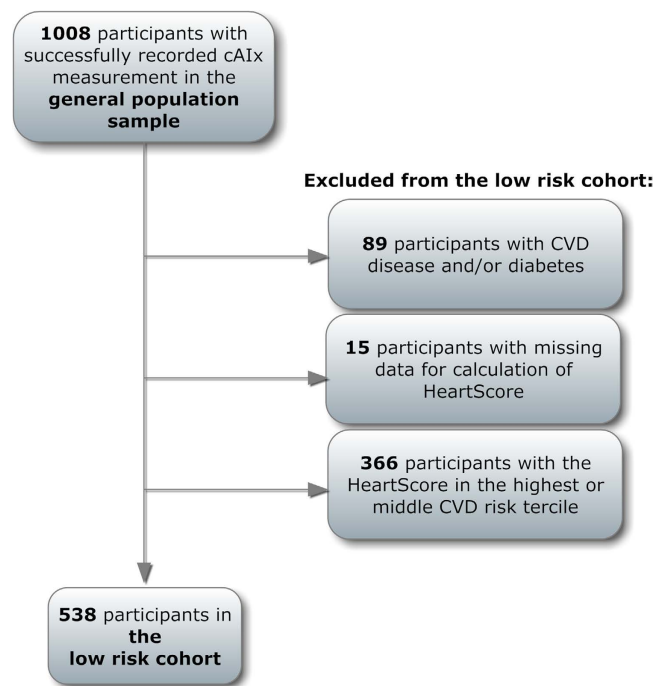 1008 participants with
successfully recorded cAIx
measurement in the
general population
sample
Excluded from the low risk cohort:
89 participants with CVD
disease and/or diabetes
15 participants with missing
data for calculation of
HeartScore
366 participants with the
HeartScore in the highest or
middle CVD risk tercile
538 participants in
the
low risk cohort